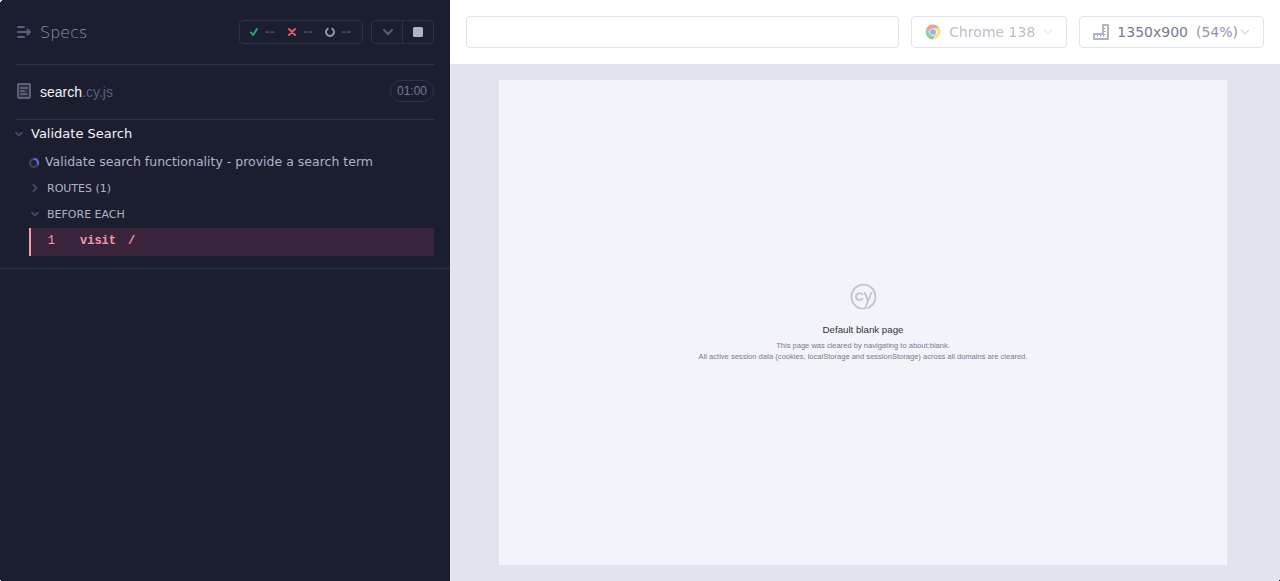 Specs
-- -- --
search.cy.js
01:00
Validate Search
Validate search functionality - provide a search term
ROUTES (1)
BEFORE EACH
1 visit /
Chrome 138
1350x900 (54%)
cy
Default blank page
This page was cleared by navigating to about:blank.
All active session data (cookies, localStorage and sessionStorage) across all domains are cleared.